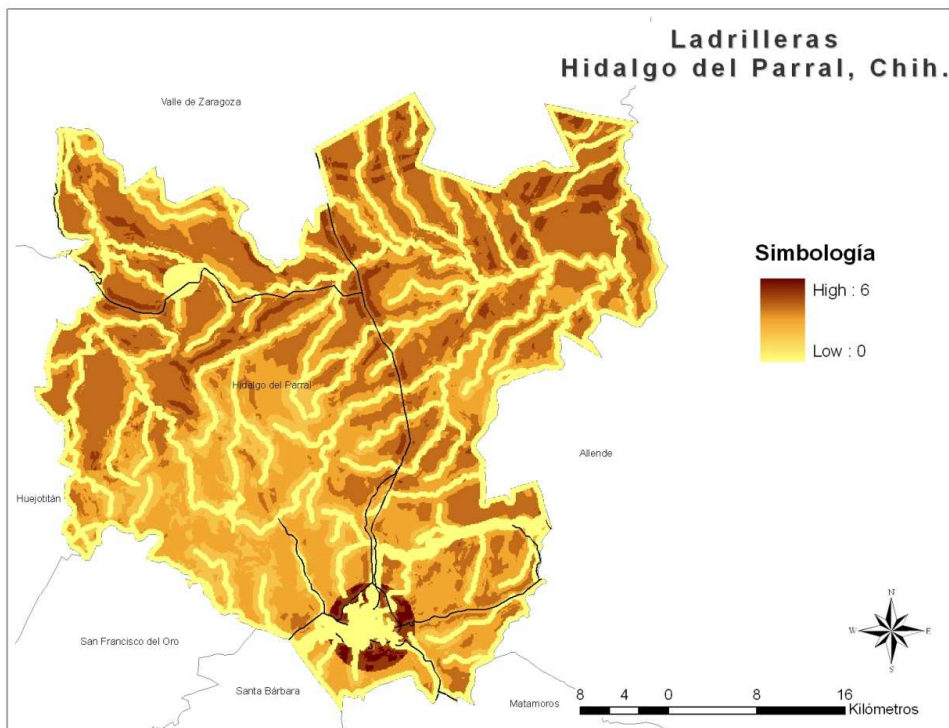 Ladrilleras
Hidalgo del Parral, Chih.
Valle de Zaragoza
Simbología
High : 6
Low : 0
Hidalgo del Parral
Allende
Huejotitán
N
W E
S
San Francisco del Oro
Santa Bárbara
Matamoros
8 4 0 8 16
Kilómetros